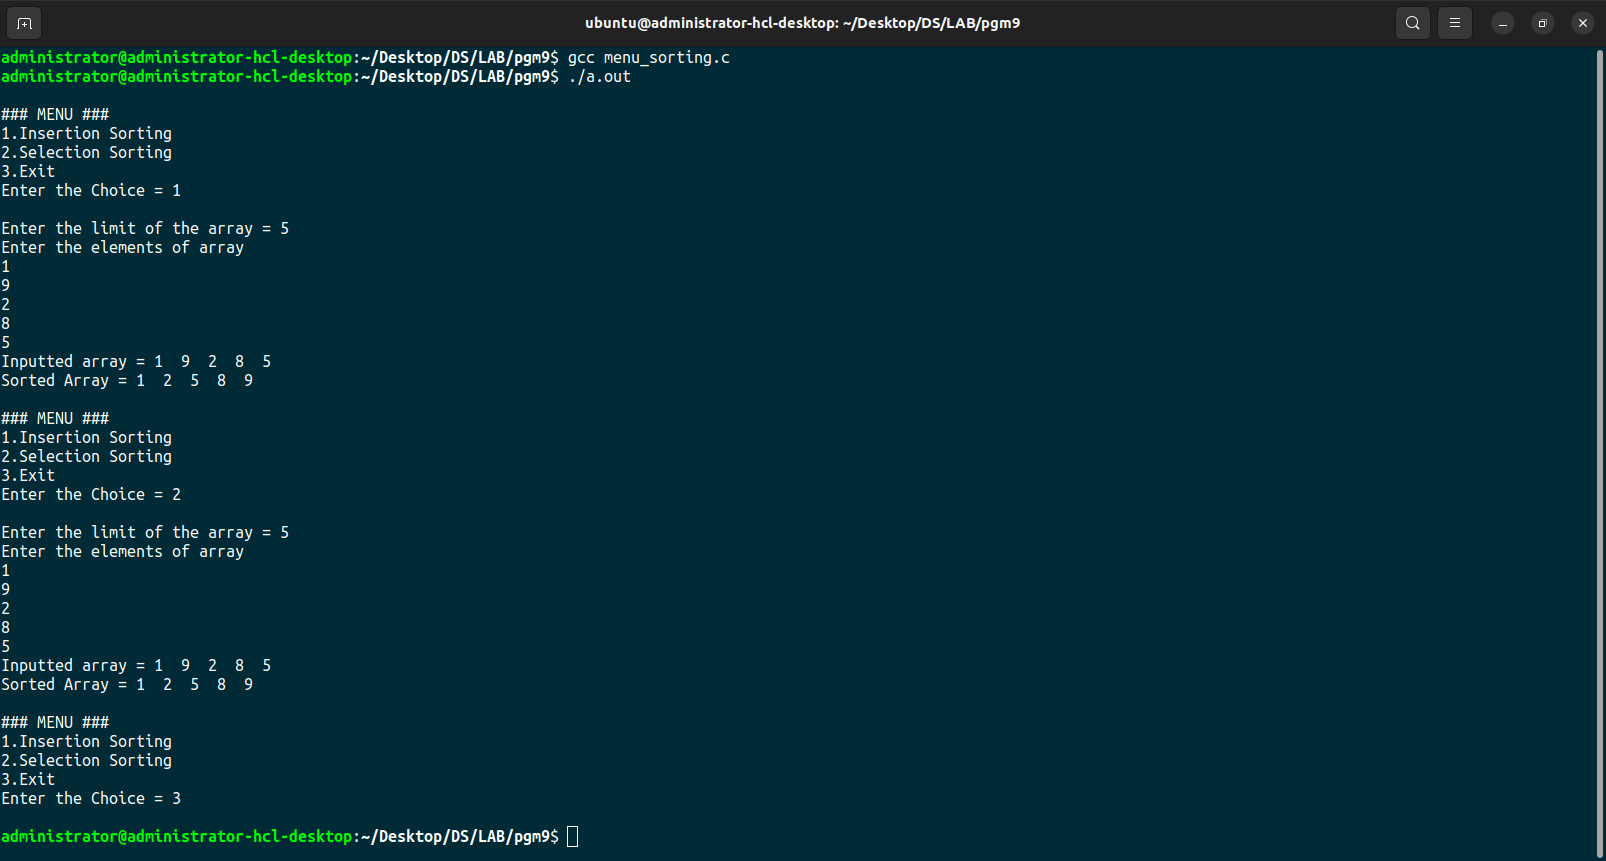 ubuntu@administrator-hcl-desktop: ~/Desktop/DS/LAB/pgm9
administrator@administrator-hcl-desktop:~/Desktop/DS/LAB/pgm9$ gcc menu_sorting.c
administrator@administrator-hcl-desktop:~/Desktop/DS/LAB/pgm9$ ./a.out
### MENU ###
1.Insertion Sorting
2.Selection Sorting
3.Exit
Enter the Choice = 1
Enter the limit of the array = 5
Enter the elements of array
1
9
2
8
5
Inputted array = 1  9  2  8  5
Sorted Array = 1  2  5  8  9
### MENU ###
1.Insertion Sorting
2.Selection Sorting
3.Exit
Enter the Choice = 2
Enter the limit of the array = 5
Enter the elements of array
1
9
2
8
5
Inputted array = 1  9  2  8  5
Sorted Array = 1  2  5  8  9
### MENU ###
1.Insertion Sorting
2.Selection Sorting
3.Exit
Enter the Choice = 3
administrator@administrator-hcl-desktop:~/Desktop/DS/LAB/pgm9$